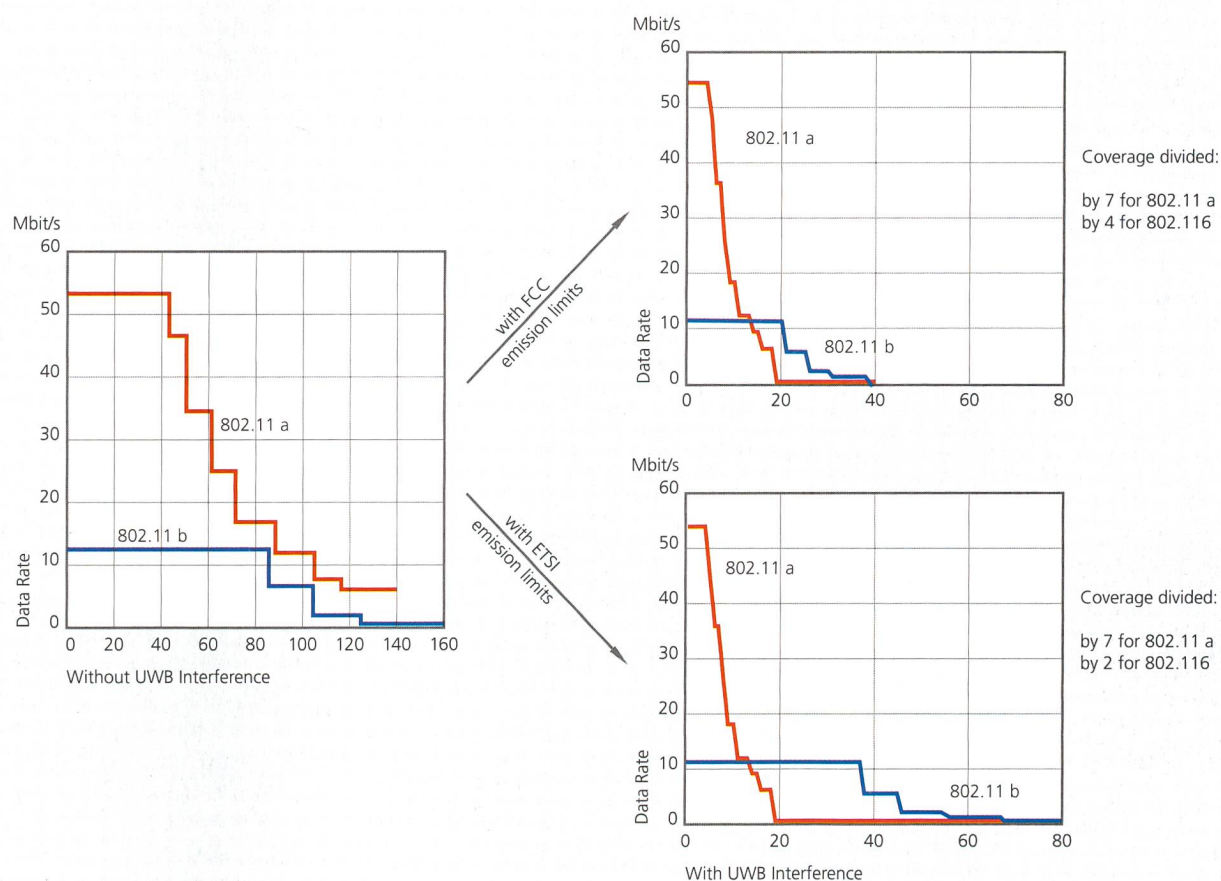 Mbit/s
60
50
40
30
20
10
0
Data Rate
802.11 a
802.11 b
0 20 40 60 80 100 120 140 160
Without UWB Interference
with FCC
emission limits
with ETSI
emission limits
Mbit/s
60
50
40
30
20
10
0
Data Rate
802.11 a
802.11 b
0 20 40 60 80
Coverage divided:
by 7 for 802.11 a
by 4 for 802.116
Mbit/s
60
50
40
30
20
10
0
Data Rate
802.11 a
802.11 b
0 20 40 60 80
With UWB Interference
Coverage divided:
by 7 for 802.11 a
by 2 for 802.116